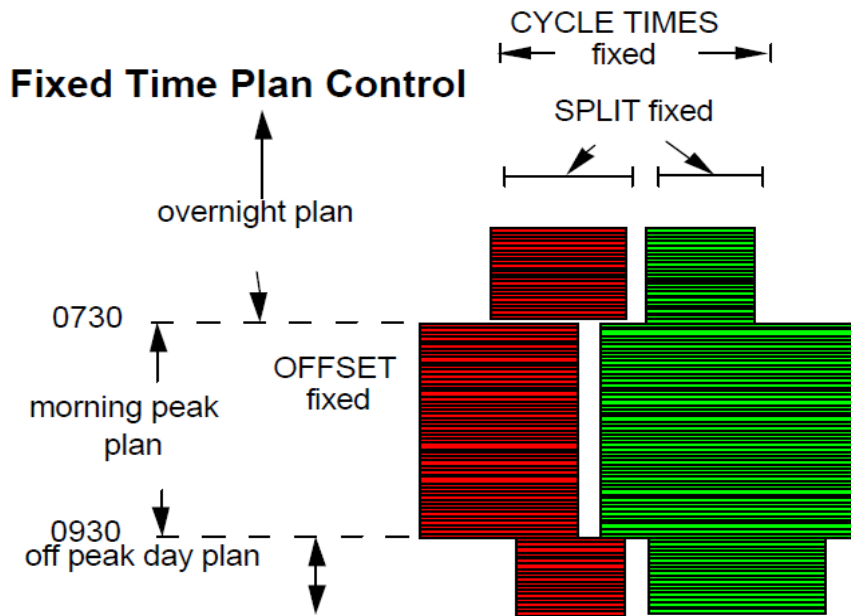 CYCLE TIMES
fixed
Fixed Time Plan Control
SPLIT fixed
overnight plan
0730
OFFSET
fixed
morning peak
plan
0930
off peak day plan